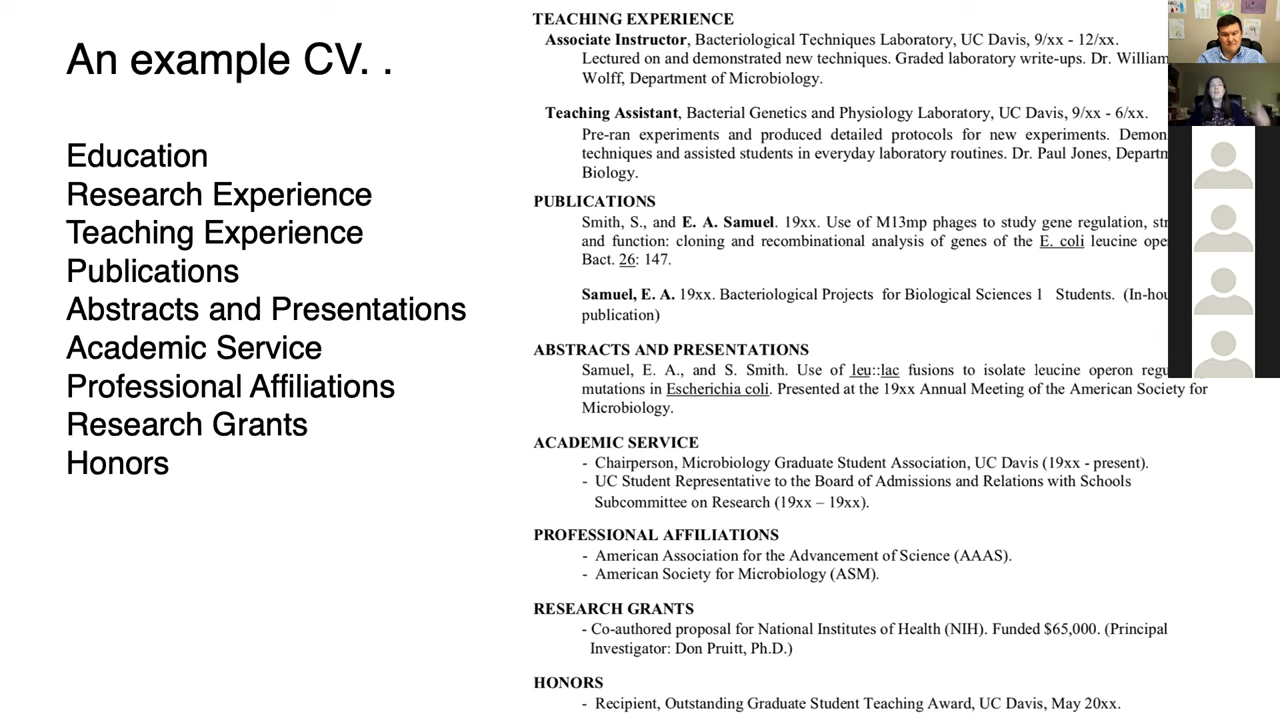 An example CV. .
Education
Research Experience
Teaching Experience
Publications
Abstracts and Presentations
Academic Service
Professional Affiliations
Research Grants
Honors
TEACHING EXPERIENCE
Associate Instructor, Bacteriological Techniques Laboratory, UC Davis, 9/xx - 12/xx.
Lectured on and demonstrated new techniques. Graded laboratory write-ups. Dr. William
Wolff, Department of Microbiology.
Teaching Assistant, Bacterial Genetics and Physiology Laboratory, UC Davis, 9/xx - 6/xx.
Pre-ran experiments and produced detailed protocols for new experiments.
techniques and assisted students in everyday laboratory routines. Dr. Paul Jones,
Biology.
PUBLICATIONS
Smith, S., and E. A. Samuel. 19xx. Use of M13mp phages to study gene regulation,
and function: cloning and recombinational analysis of genes of the E. coli leucine
Bact. 26: 147.
Samuel, E. A. 19xx. Bacteriological Projects for Biological Sciences 1 Students.
publication)
ABSTRACTS AND PRESENTATIONS
Samuel, E. A., and S. Smith. Use of leu::lac fusions to isolate leucine operon
mutations in Escherichia coli. Presented at the 19xx Annual Meeting of the American Society for
Microbiology.
ACADEMIC SERVICE
- Chairperson, Microbiology Graduate Student Association, UC Davis (19xx - present).
- UC Student Representative to the Board of Admissions and Relations with Schools
Subcommittee on Research (19xx – 19xx).
PROFESSIONAL AFFILIATIONS
- American Association for the Advancement of Science (AAAS).
- American Society for Microbiology (ASM).
RESEARCH GRANTS
- Co-authored proposal for National Institutes of Health (NIH). Funded $65,000. (Principal
Investigator: Don Pruitt, Ph.D.)
HONORS
- Recipient, Outstanding Graduate Student Teaching Award, UC Davis, May 20xx.